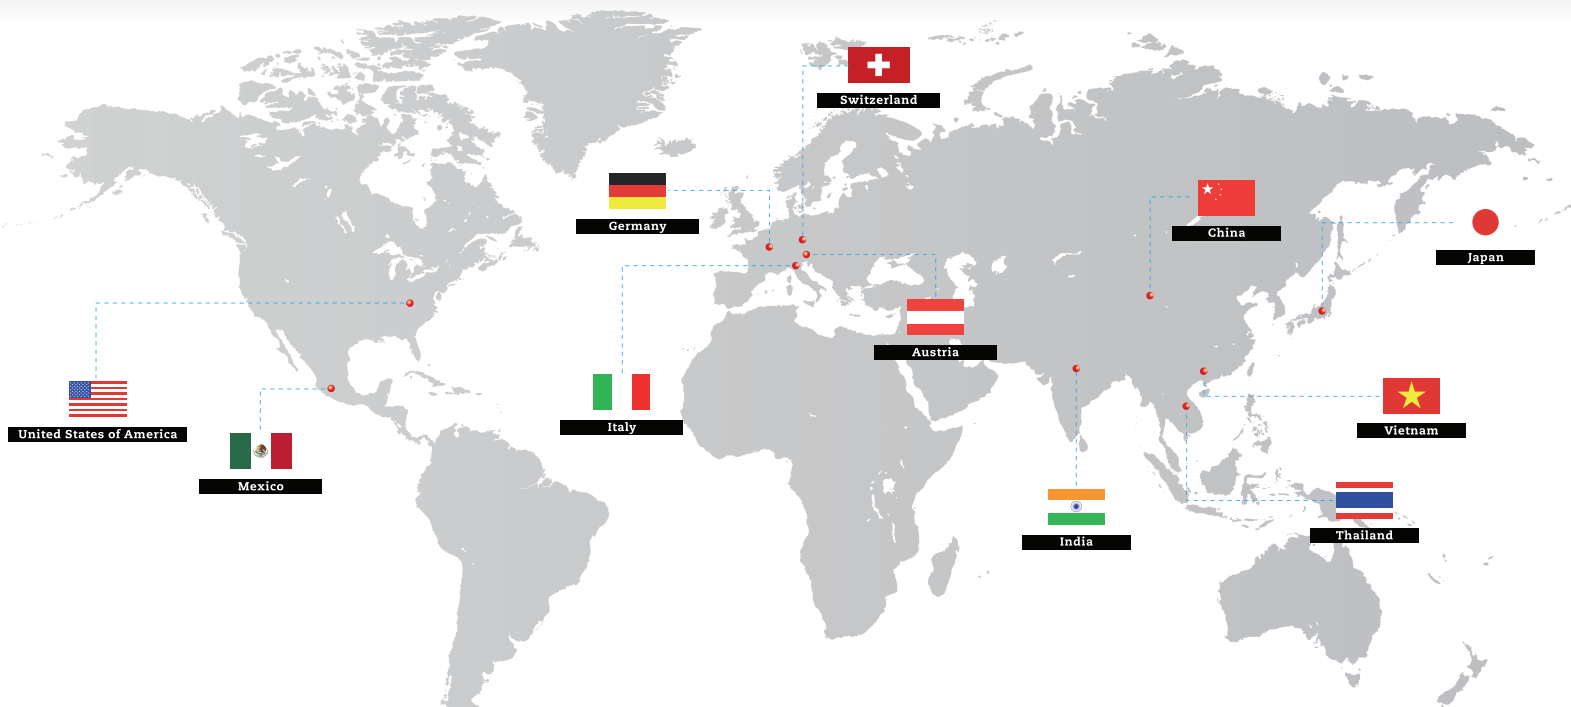 Switzerland
Germany
China
Japan
Austria
Italy
United States of America
Vietnam
Mexico
India
Thailand